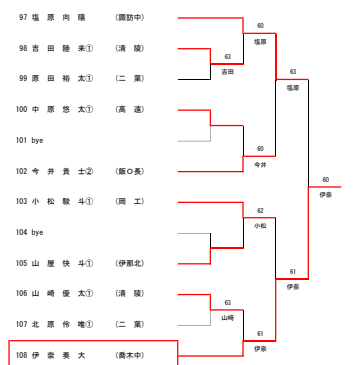 97 塩 原 向 陽 (諏訪中)
60
98 吉 田 陸 来① (清 陵)
塩原
63
99 原 田 裕 太① (二 葉)
吉田
63
塩原
100 中 原 悠 太① (高 遠)
101 bye
60
102 今 井 貴 士② (飯O長)
今井
60
伊奈
103 小 松 駿 斗① (岡 工)
62
104 bye
小松
105 山 屋 快 斗① (伊那北)
61
伊奈
106 山 崎 優 太① (清 陵)
63
107 北 原 伶 唯① (二 葉)
山崎
61
108 伊 奈 奏 大 (喬木中)
伊奈